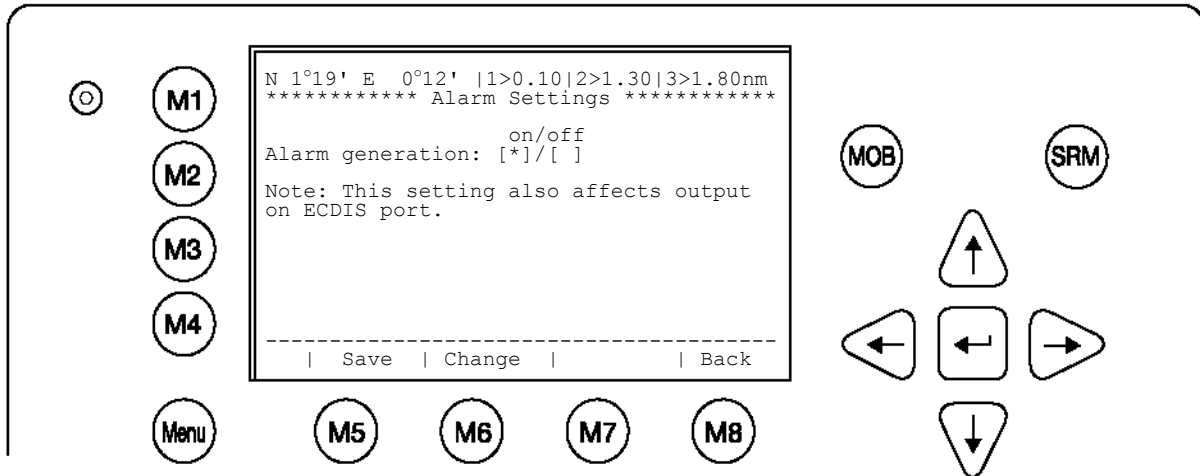 N 1°19' E 0°12' |1>0.10|2>1.30|3>1.80nm
************ Alarm Settings ************
on/off
Alarm generation: [*]/[ ]
Note: This setting also affects output
on ECDIS port.
----------------------------------------
| Save | Change | | Back
M1
M2
M3
M4
Menu
M5
M6
M7
M8
MOB
SRM